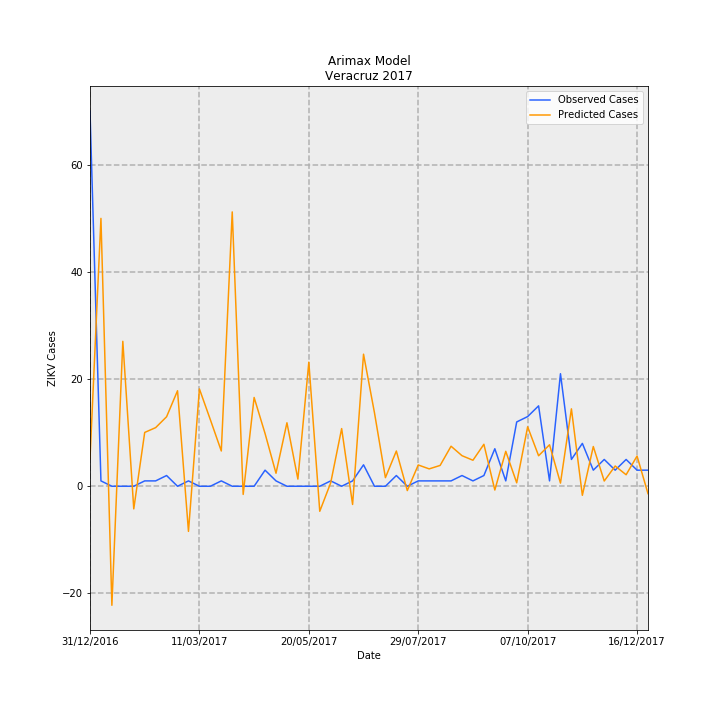 Arimax Model
Veracruz 2017
Observed Cases
Predicted Cases
ZIKV Cases
60
40
20
0
−20
31/12/2016 11/03/2017 20/05/2017 29/07/2017 07/10/2017 16/12/2017
Date